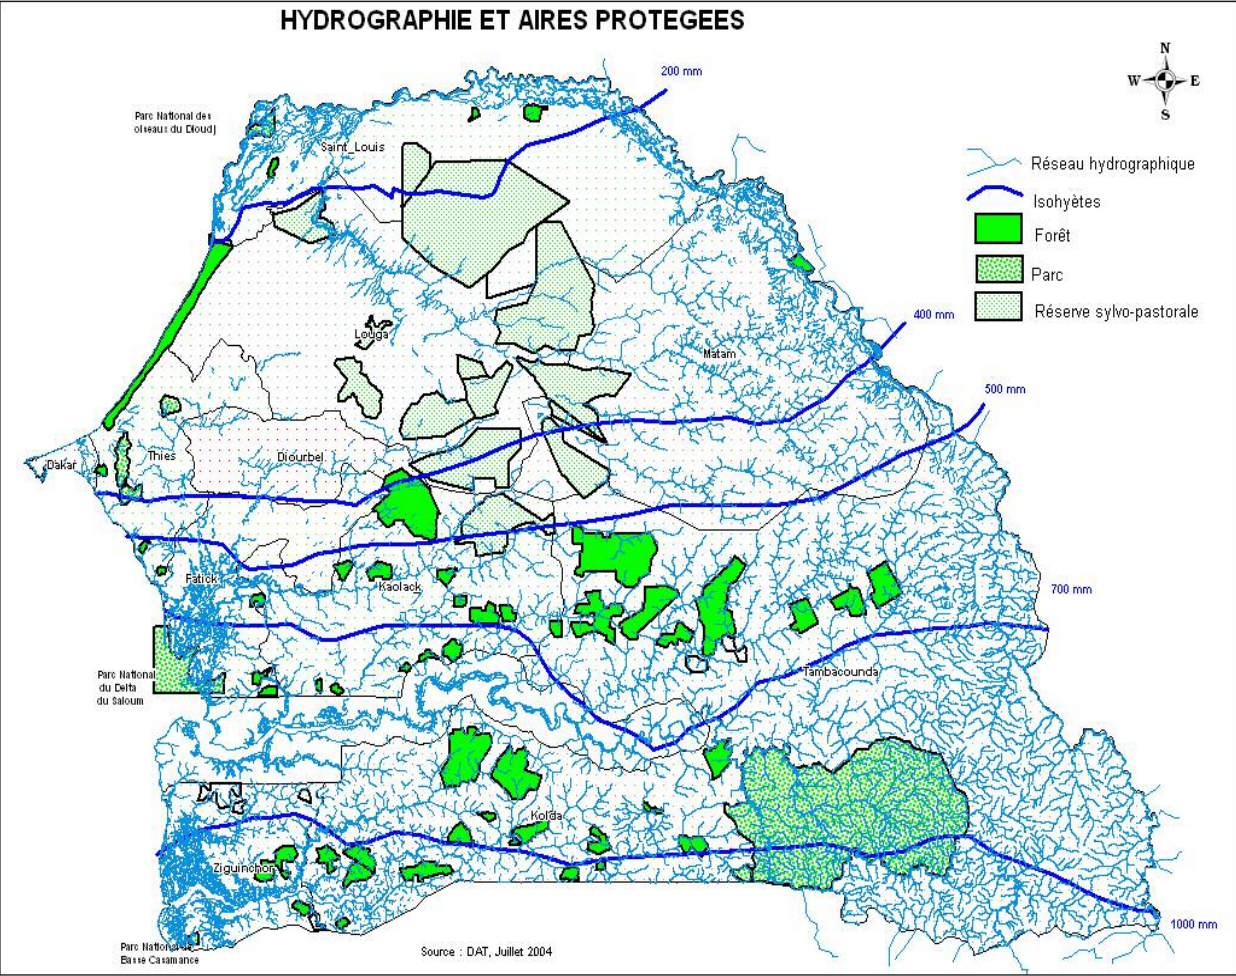 HYDROGRAPHIE ET AIRES PROTEGEES
N
W E
S
200 mm
Parc National des
oiseaux du Dioudj
Saint_Louis
Réseau hydrographique
Isohyètes
Forêt
Parc
Réserve sylvo-pastorale
400 mm
Louga
Matam
500 mm
Dakar
Thies
Diourbel
Fatick
Kaolack
700 mm
Parc National
du Delta
du Saloum
Tambacounda
Kolda
Ziguinchor
1000 mm
Parc National de
Basse Casamance
Source : DAT, Juillet 2004